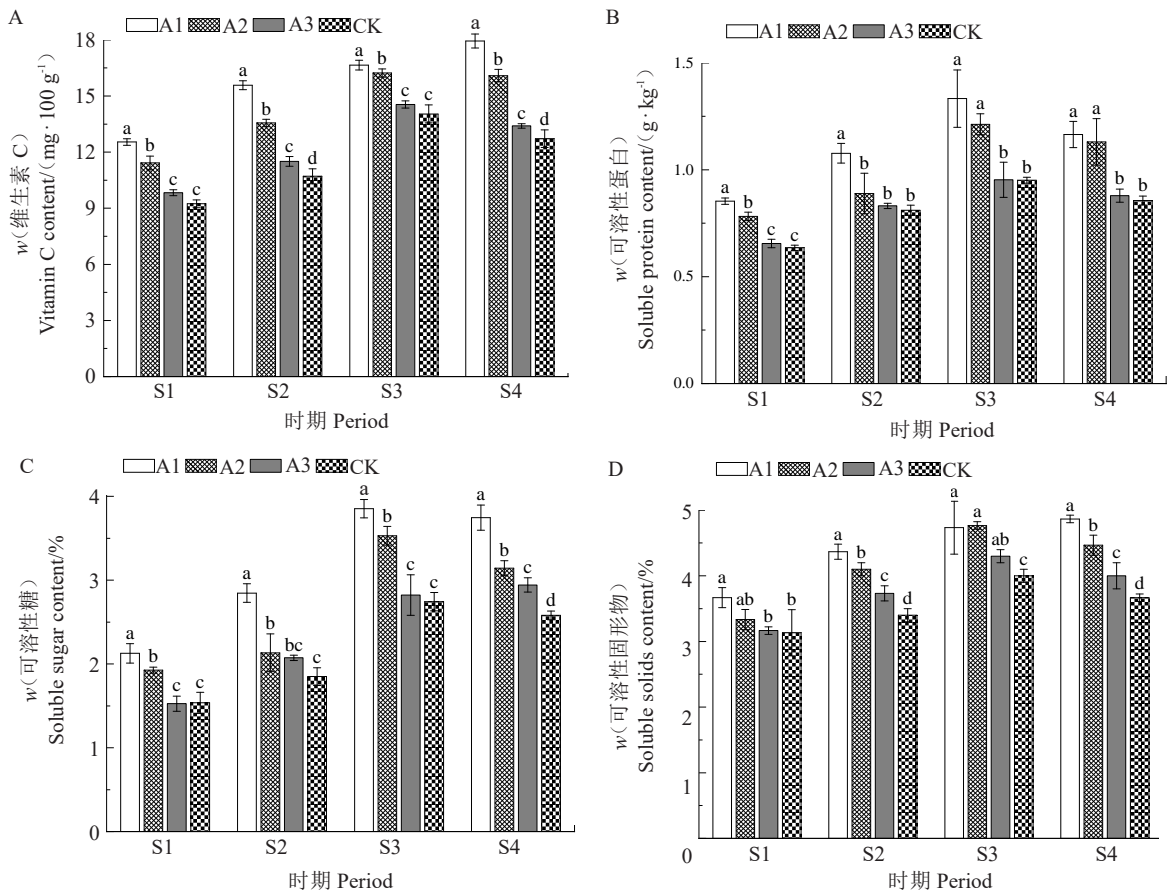 A
A1 A2 A3 CK
w(维生素 C)
Vitamin C content/(mg·100 g⁻¹)
18
15
12
9
6
3
0
a b c c
a b c d
a b c c
a b c d
S1 S2 S3 S4
时期 Period
B
A1 A2 A3 CK
w(可溶性蛋白)
Soluble protein content/(g·kg⁻¹)
1.5
1.0
0.5
0.0
a b c c
a b b b
a a b b
a a b b
S1 S2 S3 S4
时期 Period
C
A1 A2 A3 CK
w(可溶性糖)
Soluble sugar content/%
4
3
2
1
0
a b c c
a b bc c
a b c c
a b c d
S1 S2 S3 S4
时期 Period
D
A1 A2 A3 CK
w(可溶性固形物)
Soluble solids content/%
5
4
3
2
1
0
a ab b b
a b c d
a a ab c
a b c d
S1 S2 S3 S4
时期 Period